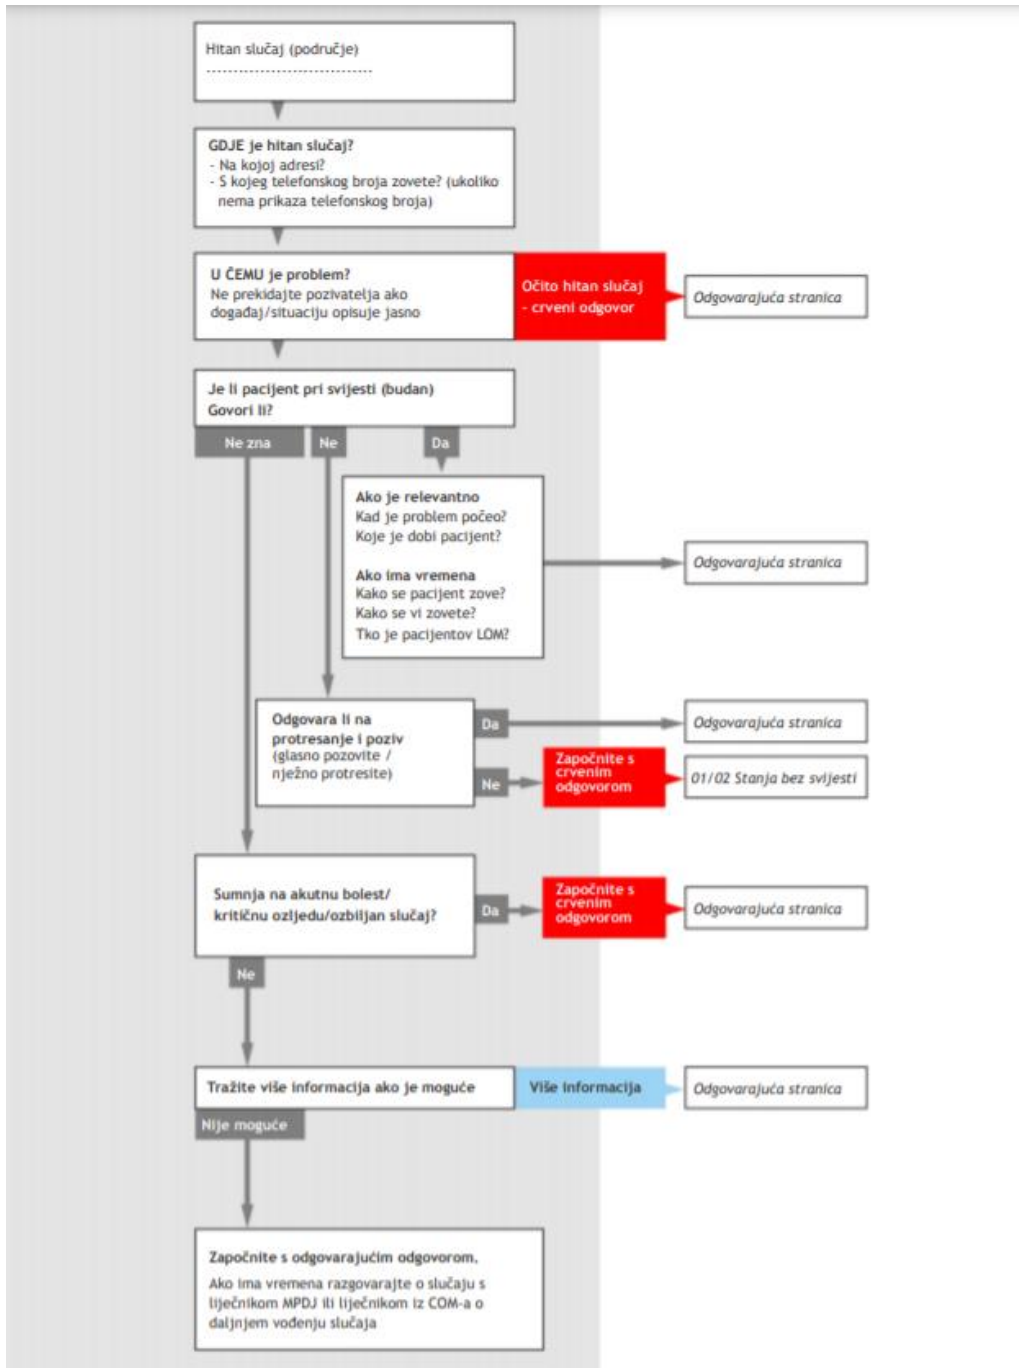 Hitan slučaj (područje)
-------------------------------
GDJE je hitan slučaj?
- Na kojoj adresi?
- S kojeg telefonskog broja zovete? (ukoliko
nema prikaza telefonskog broja)
U ČEMU je problem?
Ne prekidajte pozivatelja ako
događaj/situaciju opisuje jasno
Očito hitan slučaj
- crveni odgovor
Odgovarajuća stranica
Je li pacijent pri svijesti (budan)
Govori li?
Ne zna
Ne
Da
Ako je relevantno
Kad je problem počeo?
Koje je dobi pacijent?
Ako ima vremena
Kako se pacijent zove?
Kako se vi zovete?
Tko je pacijentov LOM?
Odgovarajuća stranica
Odgovara li na
protresanje i poziv
(glasno pozovite /
nježno protresite)
Da
Odgovarajuća stranica
Ne
Započnite s
crvenim
odgovorom
01/02 Stanja bez svijesti
Sumnja na akutnu bolest/
kritičnu ozljedu/ozbiljan slučaj?
Da
Započnite s
crvenim
odgovorom
Odgovarajuća stranica
Ne
Tražite više informacija ako je moguće
Više informacija
Odgovarajuća stranica
Nije moguće
Započnite s odgovarajućim odgovorom.
Ako ima vremena razgovarajte o slučaju s
liječnikom MPDJ ili liječnikom iz COM-a o
daljnjem vođenju slučaja